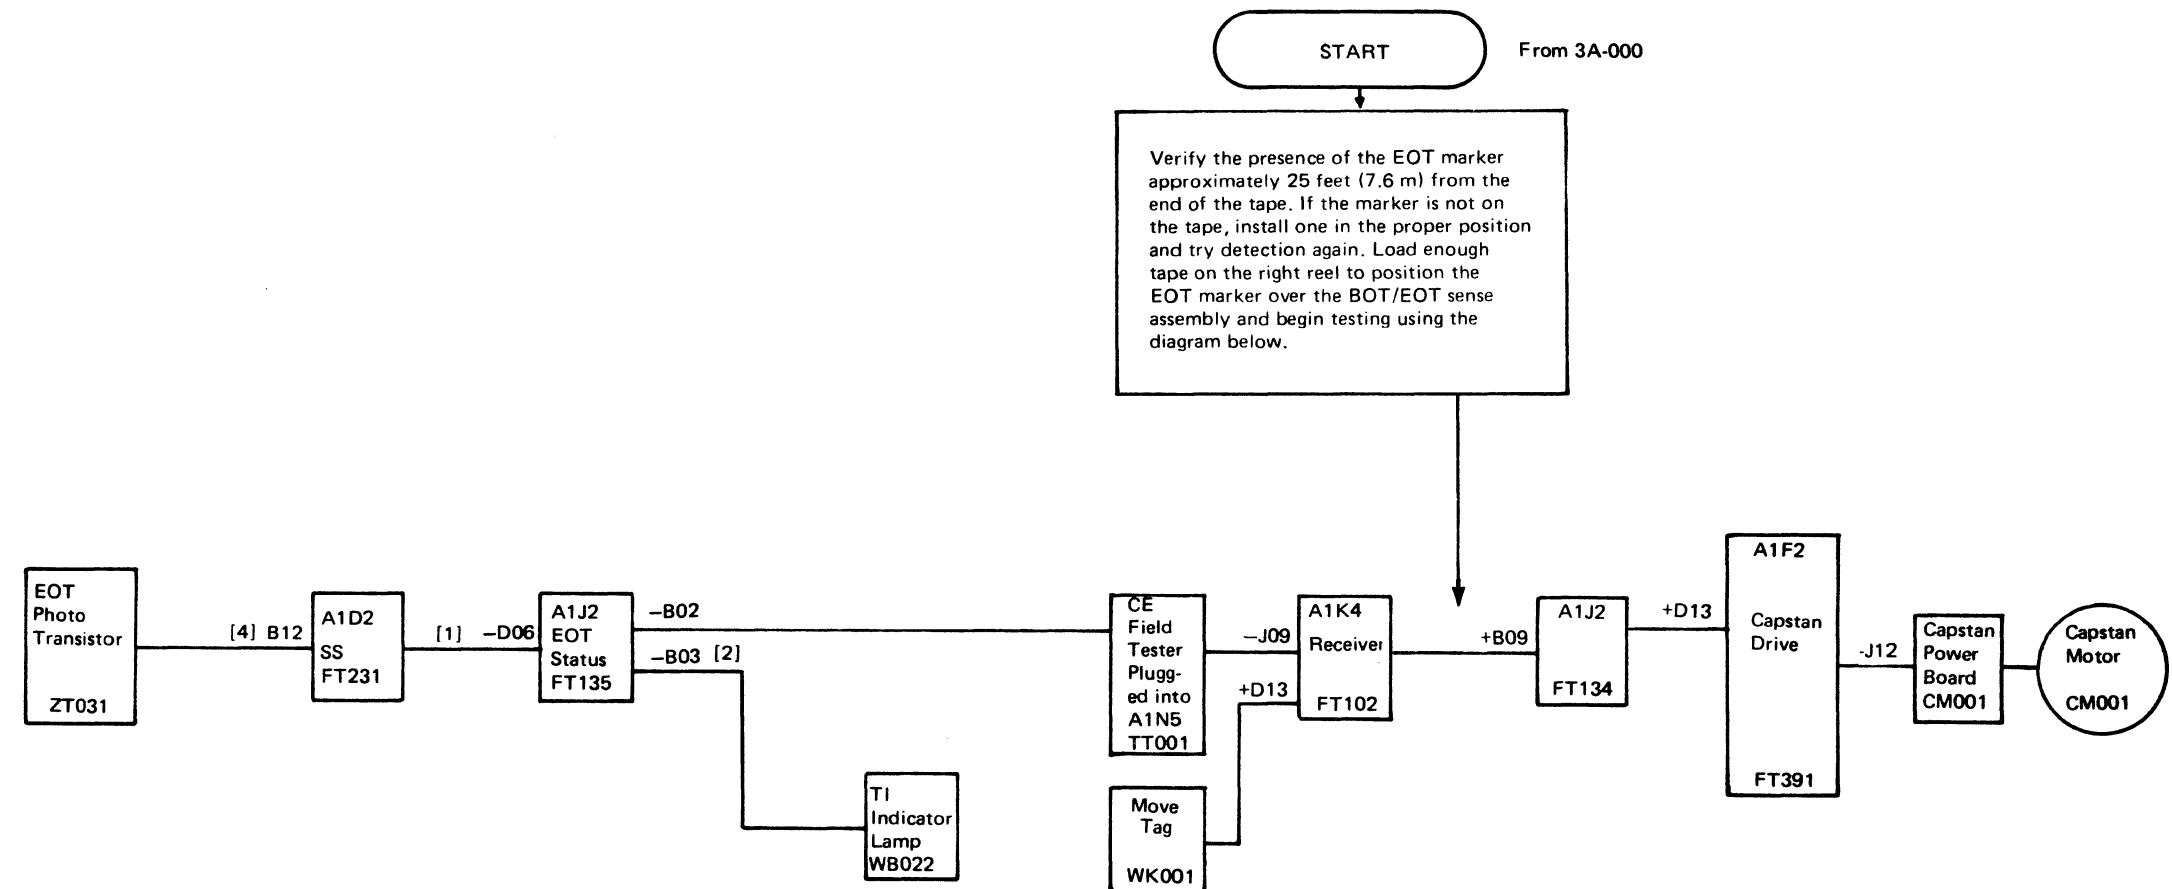 START
From 3A-000
Verify the presence of the EOT marker
approximately 25 feet (7.6 m) from the
end of the tape. If the marker is not on
the tape, install one in the proper position
and try detection again. Load enough
tape on the right reel to position the
EOT marker over the BOT/EOT sense
assembly and begin testing using the
diagram below.
EOT
Photo
Transistor
ZT031
[4] B12
A1D2
SS
FT231
[1] –D06
A1J2
EOT
Status
FT135
–B02
–B03 [2]
TI
Indicator
Lamp
WB022
CE
Field
Tester
Plugg-
ed into
A1N5
TT001
Move
Tag
WK001
–J09
+D13
A1K4
Receiver
FT102
+B09
A1J2
FT134
+D13
A1F2
Capstan
Drive
FT391
-J12
Capstan
Power
Board
CM001
Capstan
Motor
CM001